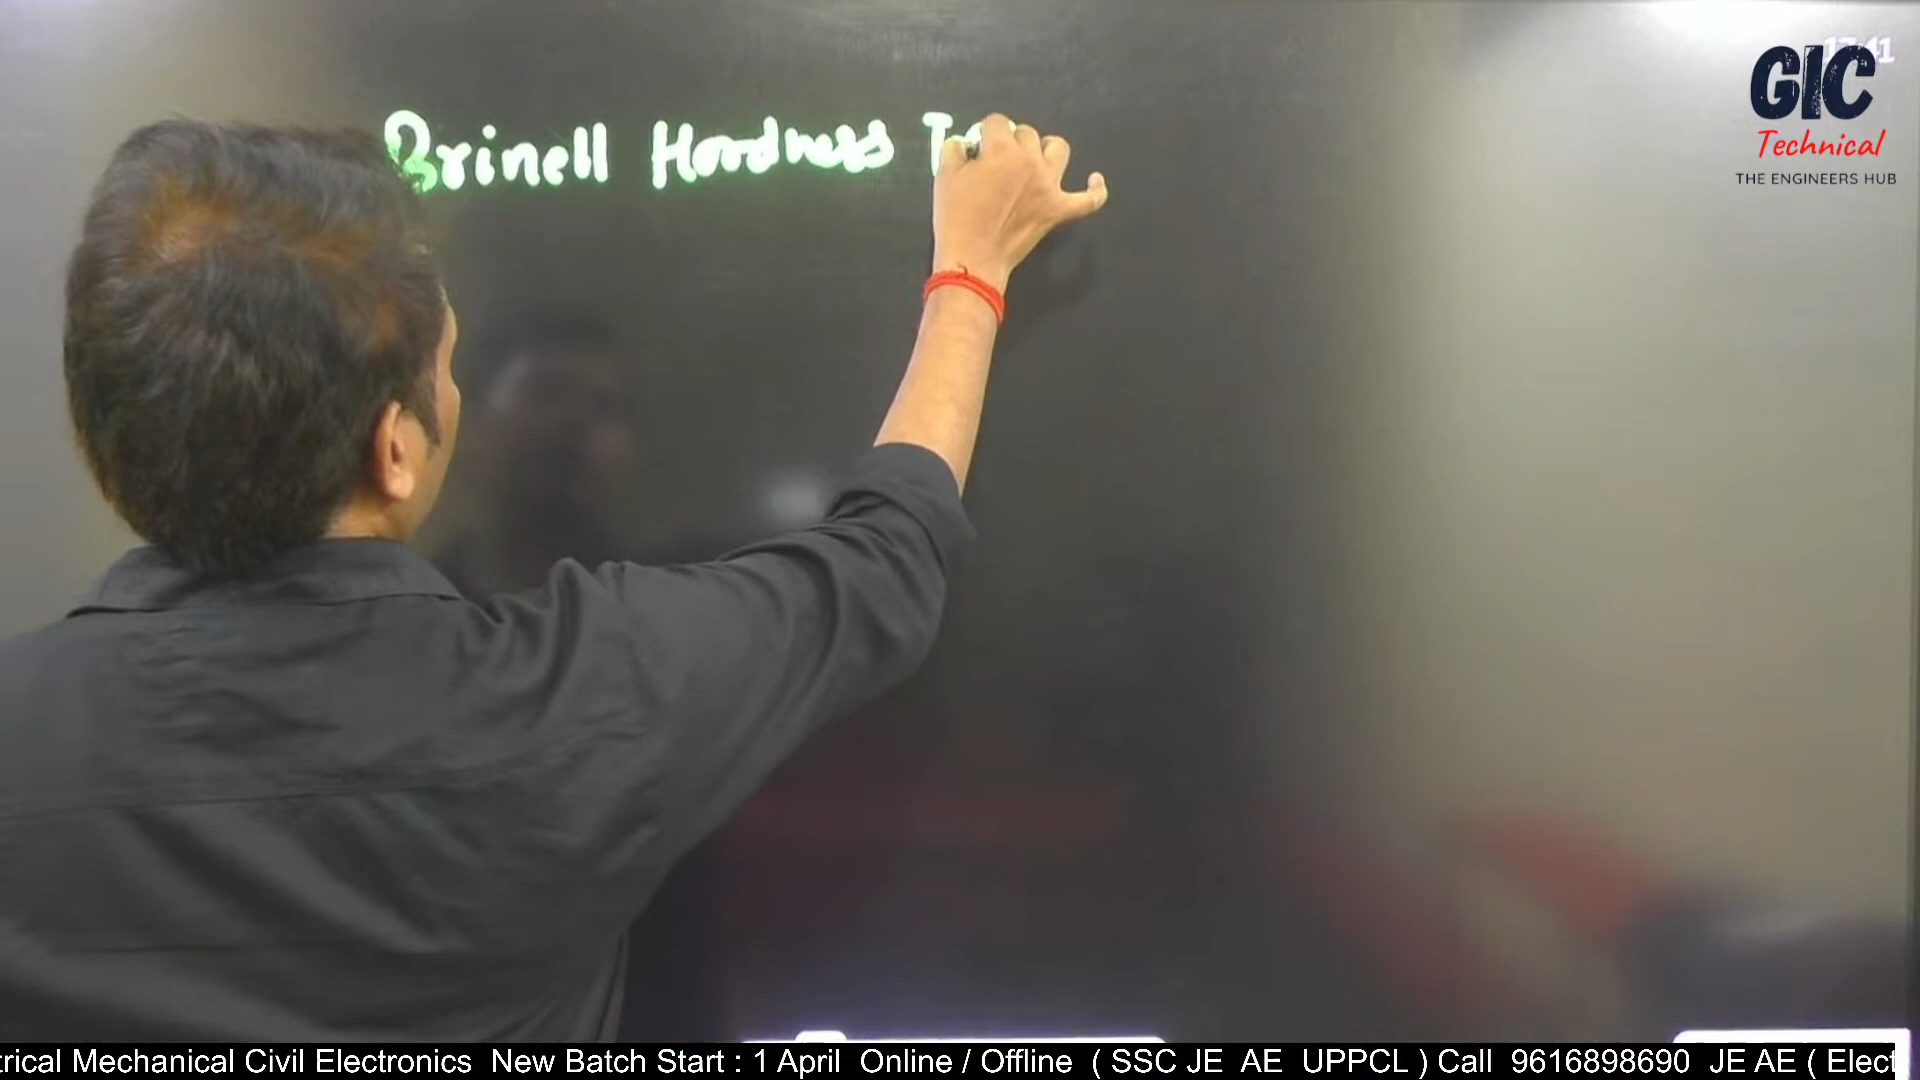 Brinell Hardness Te
GIC
Technical
THE ENGINEERS HUB
trical Mechanical Civil Electronics New Batch Start : 1 April Online / Offline ( SSC JE AE UPPCL ) Call 9616898690 JE AE ( Elect